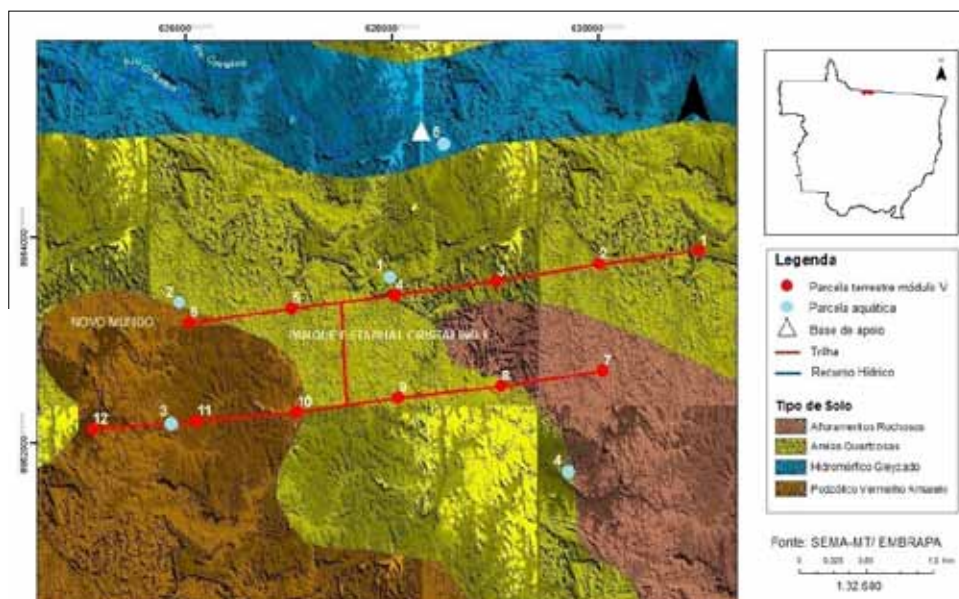 626000
628000
630000
8984000
8982000
1
2
3
4
5
6
1
2
5
NOVO MUNDO
PARQUE ESTADUAL CRISTALINO
7
8
9
10
11
12
3
4
N
Legenda
Parcela terrestre módulo V
Parcela aquática
Base de apoio
Trilha
Recurso Hídrico
Tipo de Solo
Afloramentos Rochosos
Areias Quartzosas
Hidromórfico Gleyzado
Podzólico Vermelho Amarelo
Fonte: SEMA-MT/ EMBRAPA
1:32.680